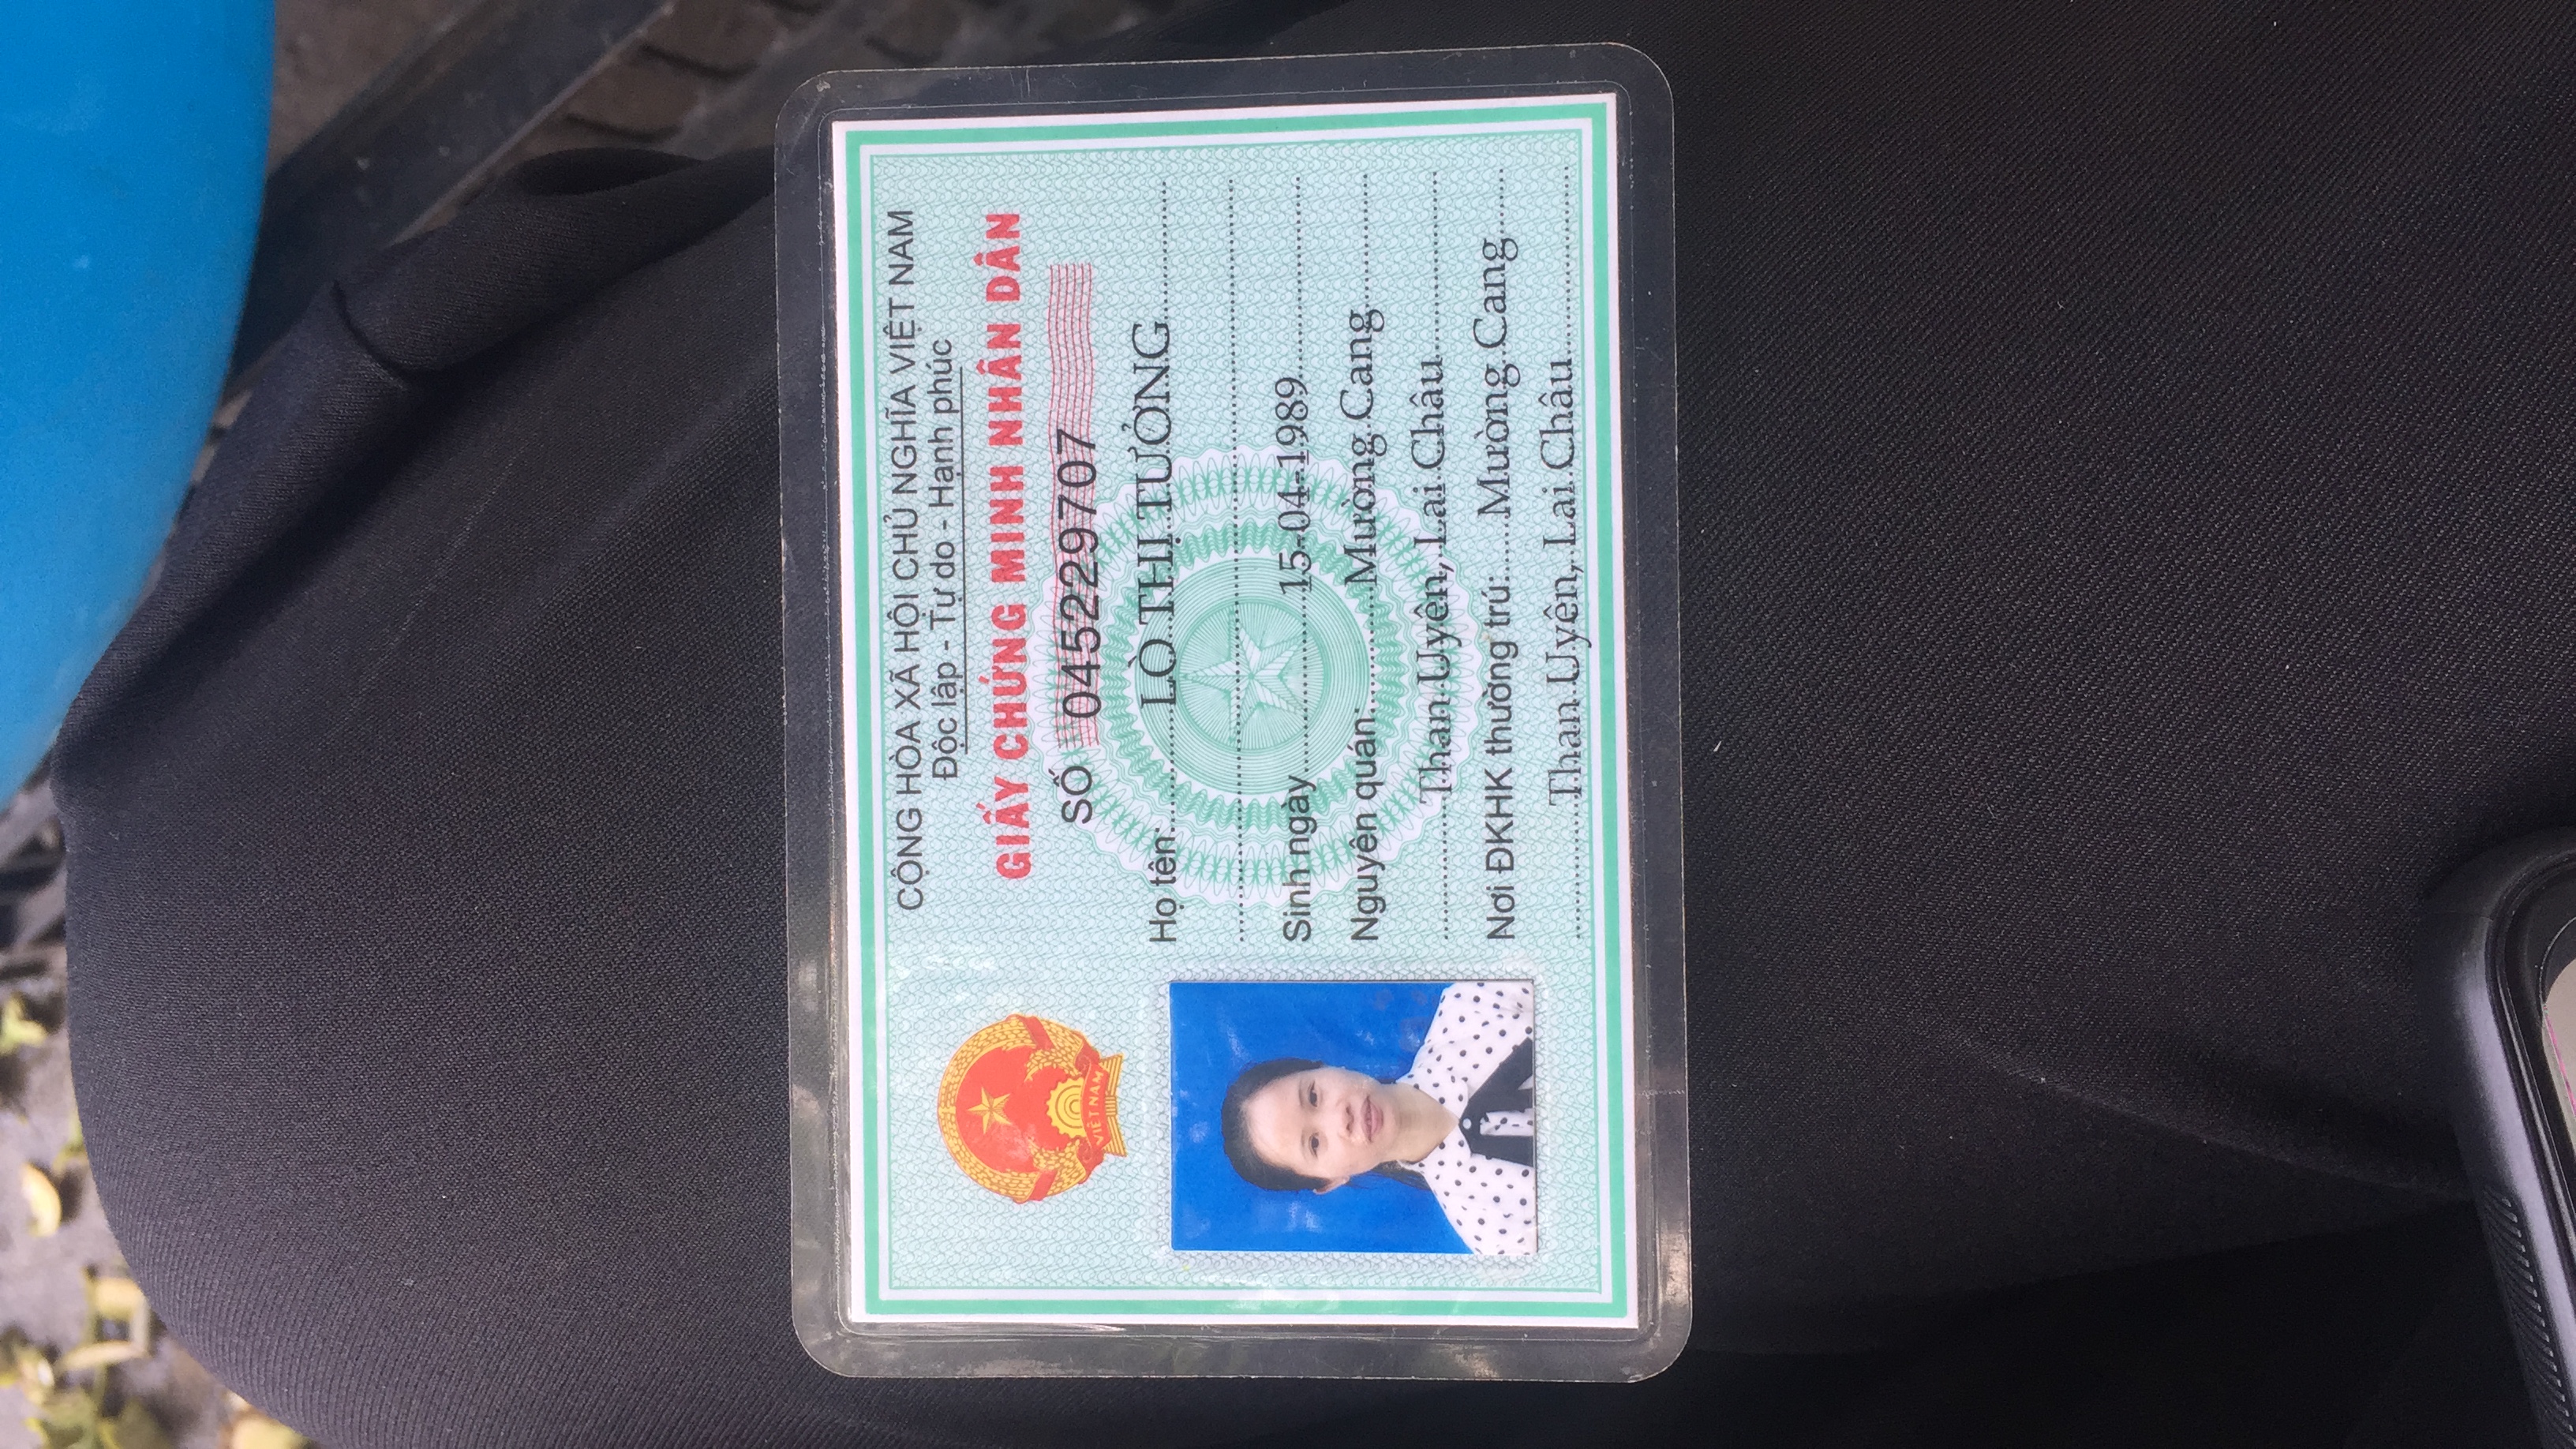 CỘNG HÒA XÃ HỘI CHỦ NGHĨA VIỆT NAM
Độc lập - Tự do - Hạnh phúc
GIẤY CHỨNG MINH NHÂN DÂN
SỐ 045229707
VIỆT NAM
Họ tên: LÒ THỊ TƯỞNG
Sinh ngày 15-04-1989
Nguyên quán: Mường Cang
Than Uyên, Lai Châu
Nơi ĐKHK thường trú: Mường Cang
Than Uyên, Lai Châu